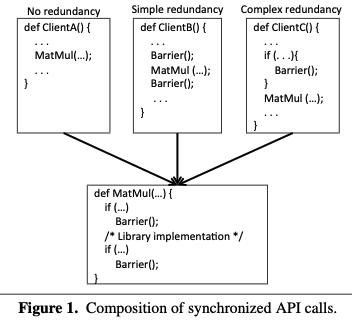 No redundancy
def ClientA() {
. . .
MatMul(…);
. . .
}
Simple redundancy
def ClientB() {
. . .
Barrier();
MatMul (…);
Barrier();
. . .
}
Complex redundancy
def ClientC() {
. . .
if (. . .){
Barrier();
}
MatMul (…);
. . .
}
def MatMul(…) {
if (…)
Barrier();
/* Library implementation */
if (…)
Barrier();
}
Figure 1. Composition of synchronized API calls.